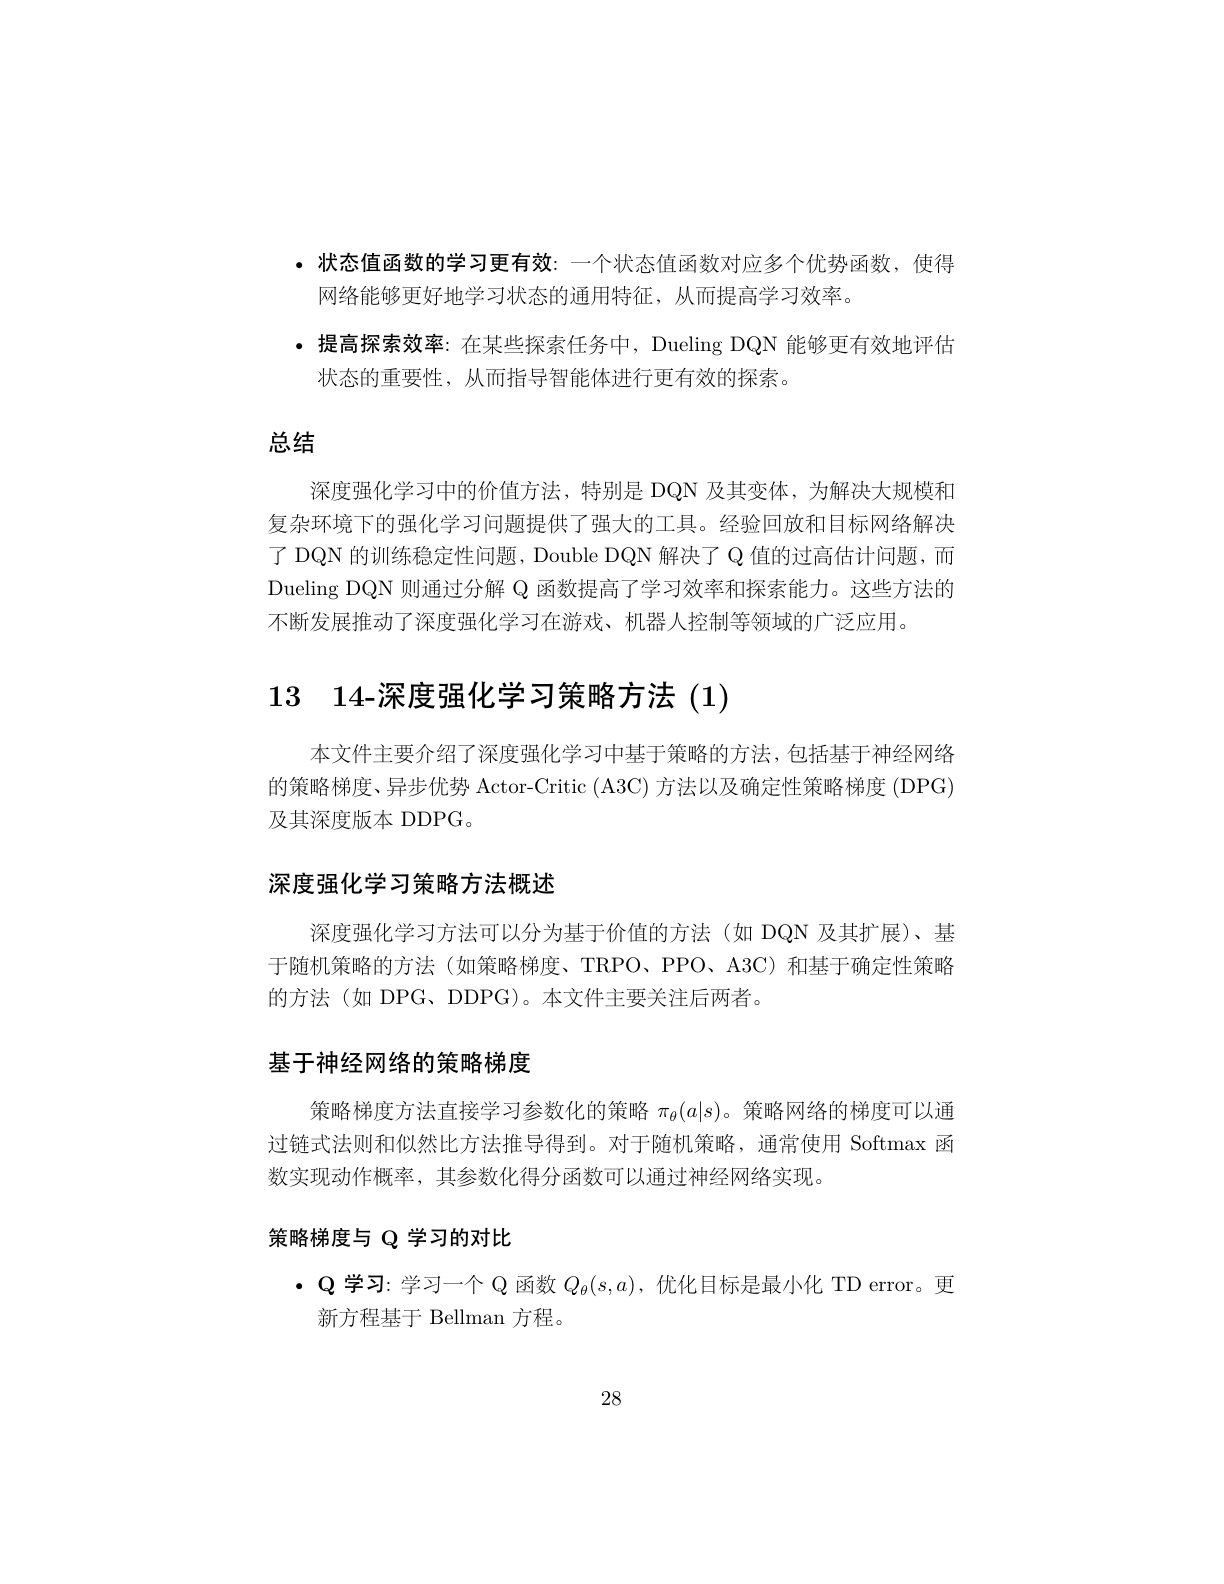 • 状态值函数的学习更有效: 一个状态值函数对应多个优势函数，使得
网络能够更好地学习状态的通用特征，从而提高学习效率。
• 提高探索效率: 在某些探索任务中，Dueling DQN 能够更有效地评估
状态的重要性，从而指导智能体进行更有效的探索。
总结
深度强化学习中的价值方法，特别是 DQN 及其变体，为解决大规模和
复杂环境下的强化学习问题提供了强大的工具。经验回放和目标网络解决
了 DQN 的训练稳定性问题，Double DQN 解决了 Q 值的过高估计问题，而
Dueling DQN 则通过分解 Q 函数提高了学习效率和探索能力。这些方法的
不断发展推动了深度强化学习在游戏、机器人控制等领域的广泛应用。
13 14-深度强化学习策略方法 (1)
本文件主要介绍了深度强化学习中基于策略的方法，包括基于神经网络
的策略梯度、异步优势 Actor-Critic (A3C) 方法以及确定性策略梯度 (DPG)
及其深度版本 DDPG。
深度强化学习策略方法概述
深度强化学习方法可以分为基于价值的方法（如 DQN 及其扩展）、基
于随机策略的方法（如策略梯度、TRPO、PPO、A3C）和基于确定性策略
的方法（如 DPG、DDPG）。本文件主要关注后两者。
基于神经网络的策略梯度
策略梯度方法直接学习参数化的策略 π_θ(a|s)。策略网络的梯度可以通
过链式法则和似然比方法推导得到。对于随机策略，通常使用 Softmax 函
数实现动作概率，其参数化得分函数可以通过神经网络实现。
策略梯度与 Q 学习的对比
• Q 学习: 学习一个 Q 函数 Q_θ(s, a)，优化目标是最小化 TD error。更
新方程基于 Bellman 方程。
28